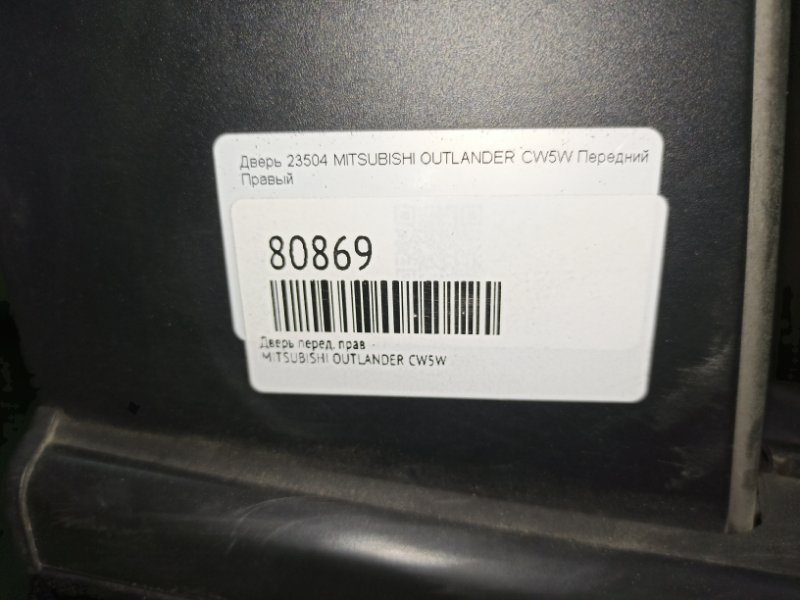 Дверь 23504 MITSUBISHI OUTLANDER CW5W Передний
Правый
80869
Дверь перед. прав
MITSUBISHI OUTLANDER CW5W